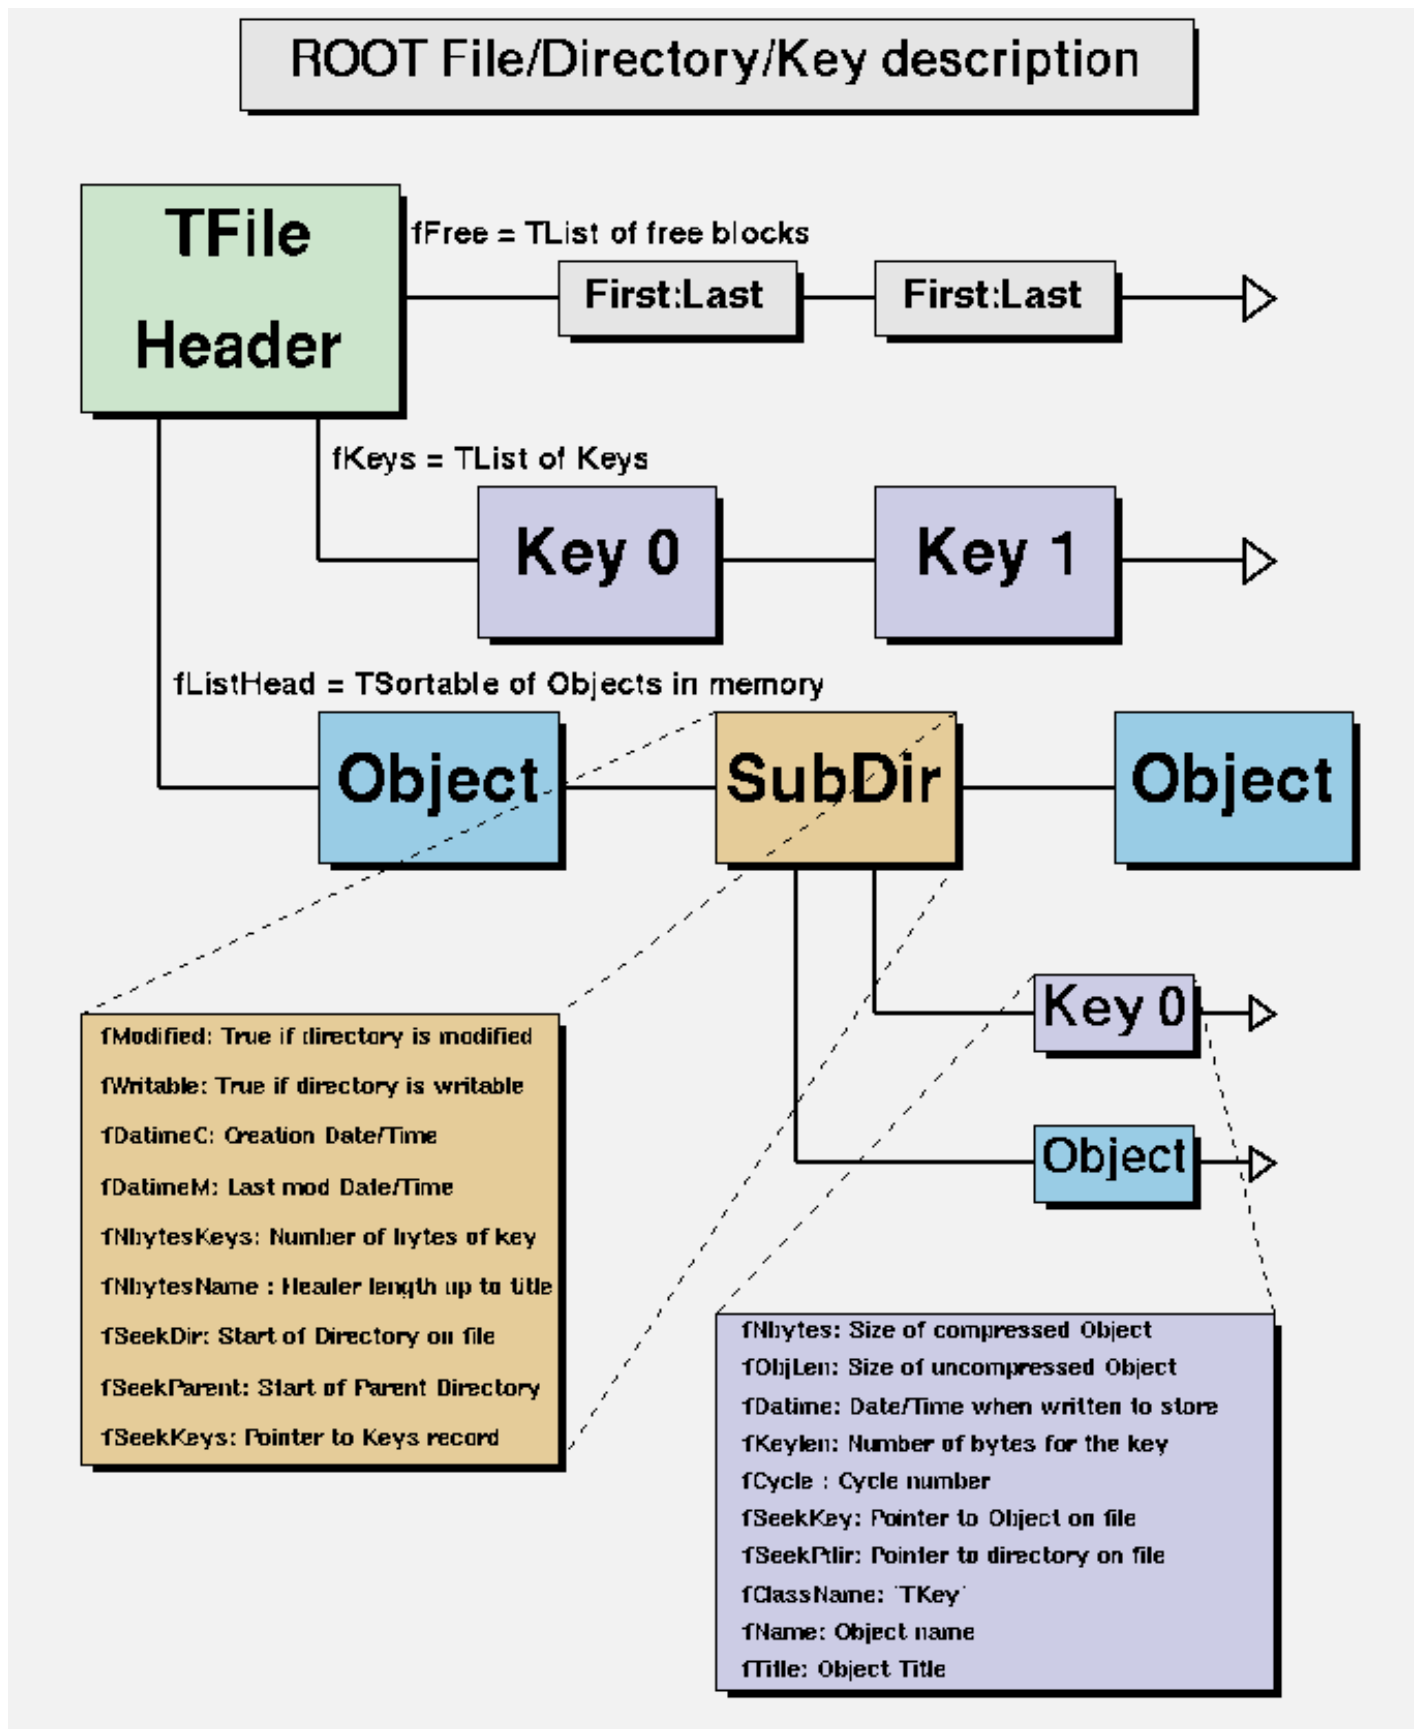 ROOT File/Directory/Key description
TFile
Header
fFree = TList of free blocks
First:Last
First:Last
fKeys = TList of Keys
Key 0
Key 1
fListHead = TSortable of Objects in memory
Object
SubDir
Object
Key 0
Object
fModified: True if directory is modified
fWritable: True if directory is writable
fDatimeC: Creation Date/Time
fDatimeM: Last mod Date/Time
fNbytesKeys: Number of bytes of key
fNbytesName : Header length up to title
fSeekDir: Start of Directory on file
fSeekParent: Start of Parent Directory
fSeekKeys: Pointer to Keys record
fNbytes: Size of compressed Object
fObjLen: Size of uncompressed Object
fDatime: Date/Time when written to store
fKeylen: Number of bytes for the key
fCycle : Cycle number
fSeekKey: Pointer to Object on file
fSeekPdir: Pointer to directory on file
fClassName: 'TKey'
fName: Object name
fTitle: Object Title